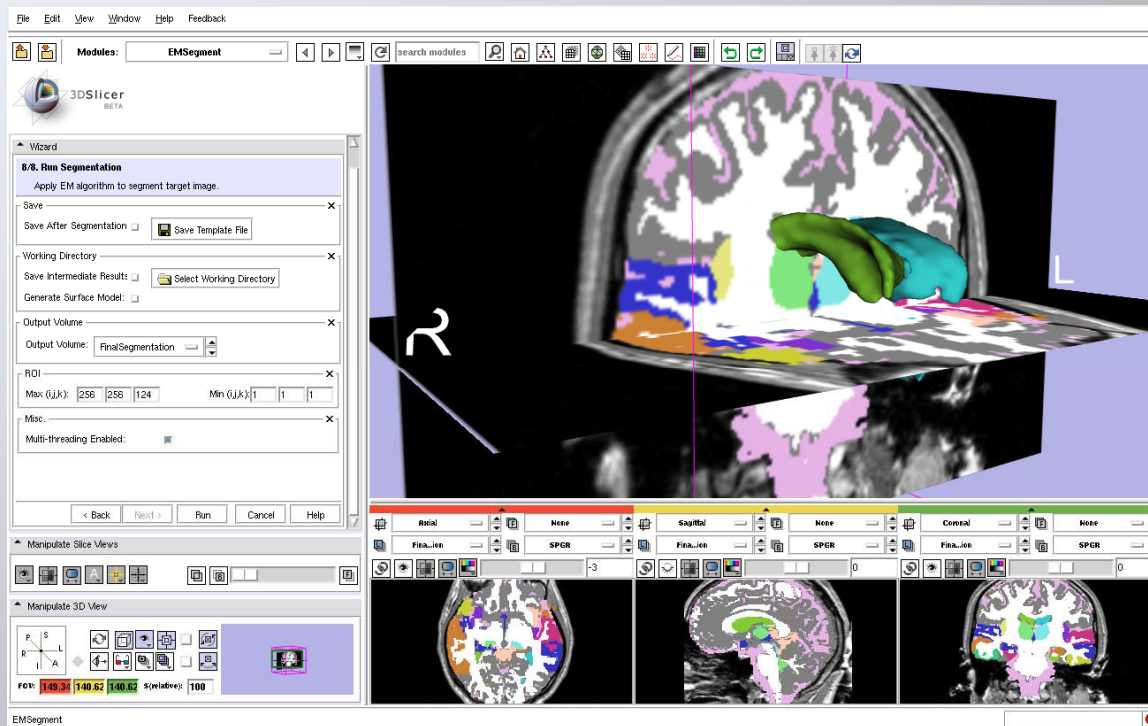 File Edit View Window Help Feedback
Modules: EMSegment search modules
3DSlicer
BETA
Wizard
8/8. Run Segmentation
Apply EM algorithm to segment target image.
Save
Save After Segmentation Save Template File
Working Directory
Save Intermediate Results Select Working Directory
Generate Surface Model:
Output Volume
Output Volume: FinalSegmentation
ROI
Max (i,j,k): 256 256 124 Min (i,j,k): 1 1 1
Misc.
Multi-threading Enabled:
< Back Next > Run Cancel Help
Manipulate Slice Views
Manipulate 3D View
P S
R L
I A
FOV: 149.34 140.62 140.62 %(relative): 100
EMSegment
R
L
Axial None
Fina...ion SPGR
-3
Sagittal None
Fina...ion SPGR
0
Coronal None
Fina...ion SPGR
0